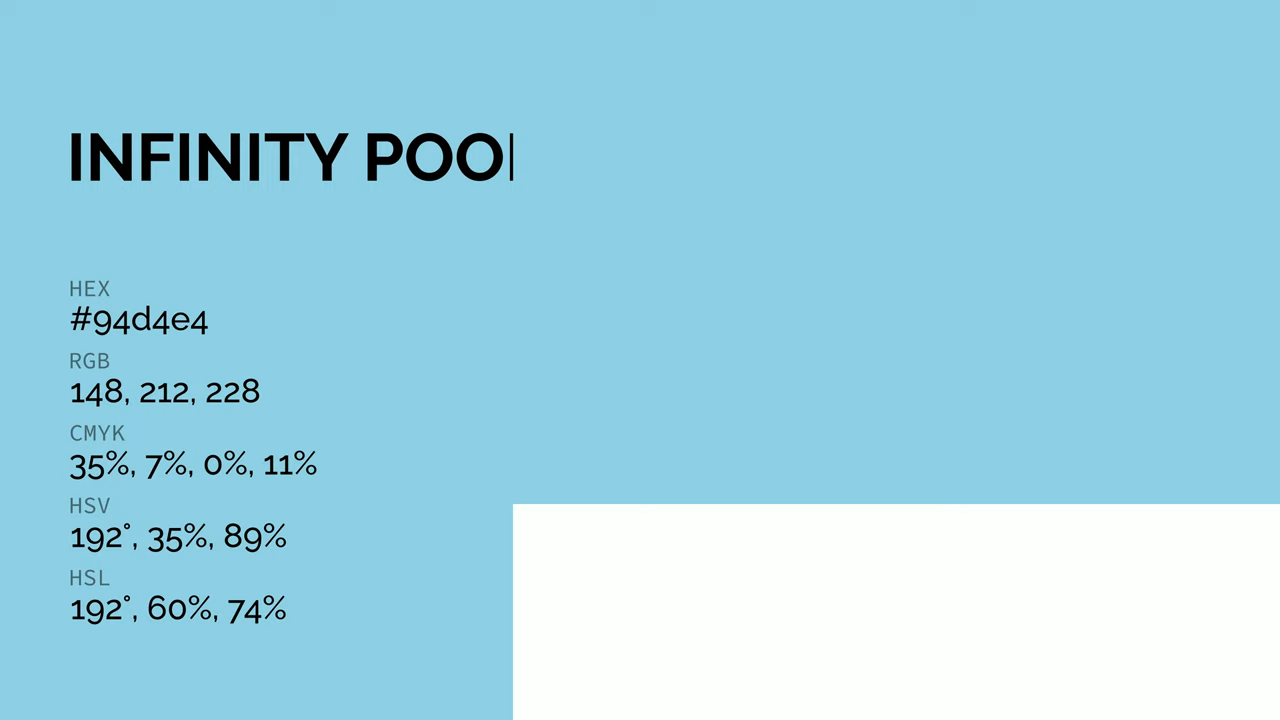 INFINITY POO
HEX
#94d4e4
RGB
148, 212, 228
CMYK
35%, 7%, 0%, 11%
HSV
192°, 35%, 89%
HSL
192°, 60%, 74%